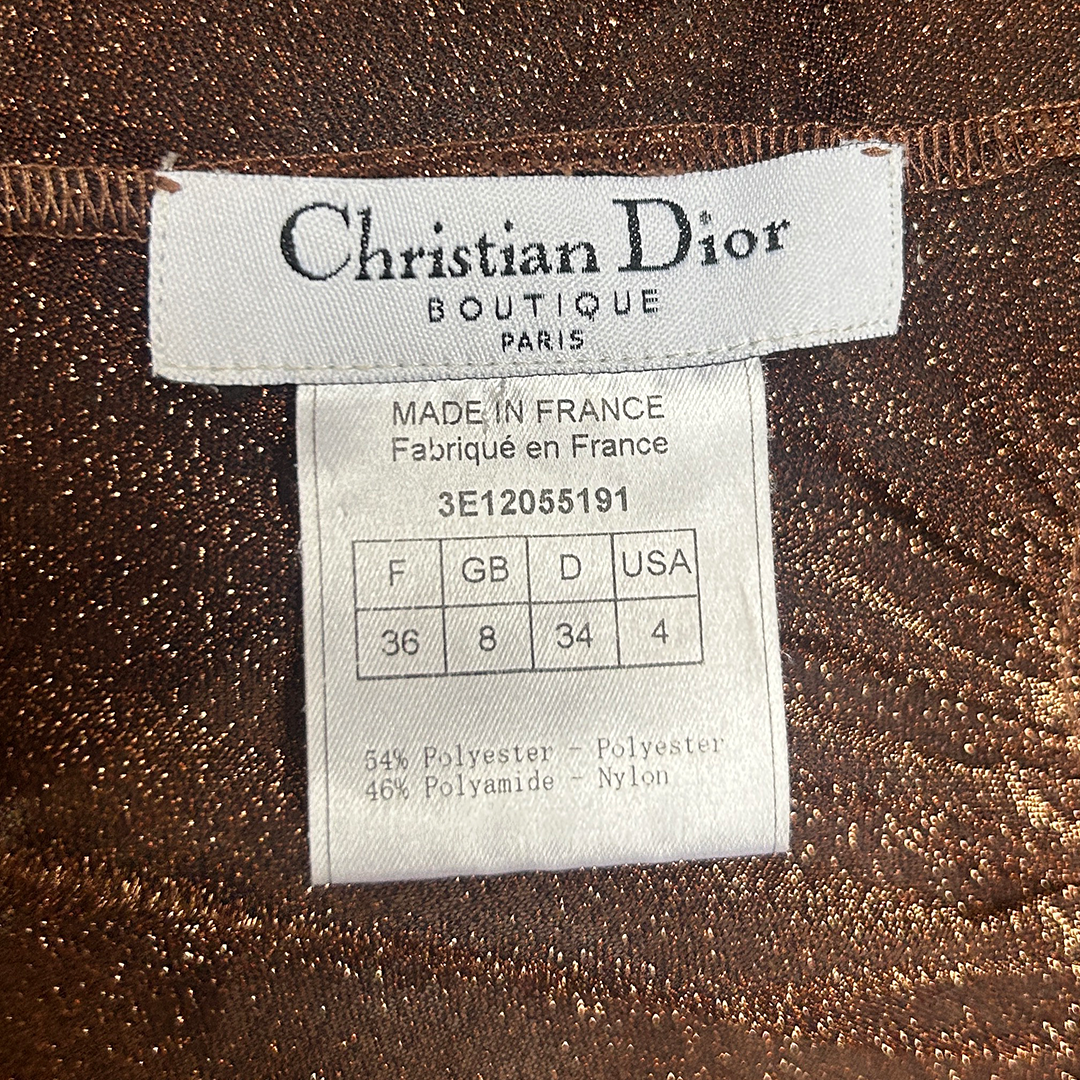 Christian Dior
BOUTIQUE
PARIS
MADE IN FRANCE
Fabriqué en France
3E12055191
F GB D USA
36 8 34 4
54% Polyester - Polyester
46% Polyamide - Nylon